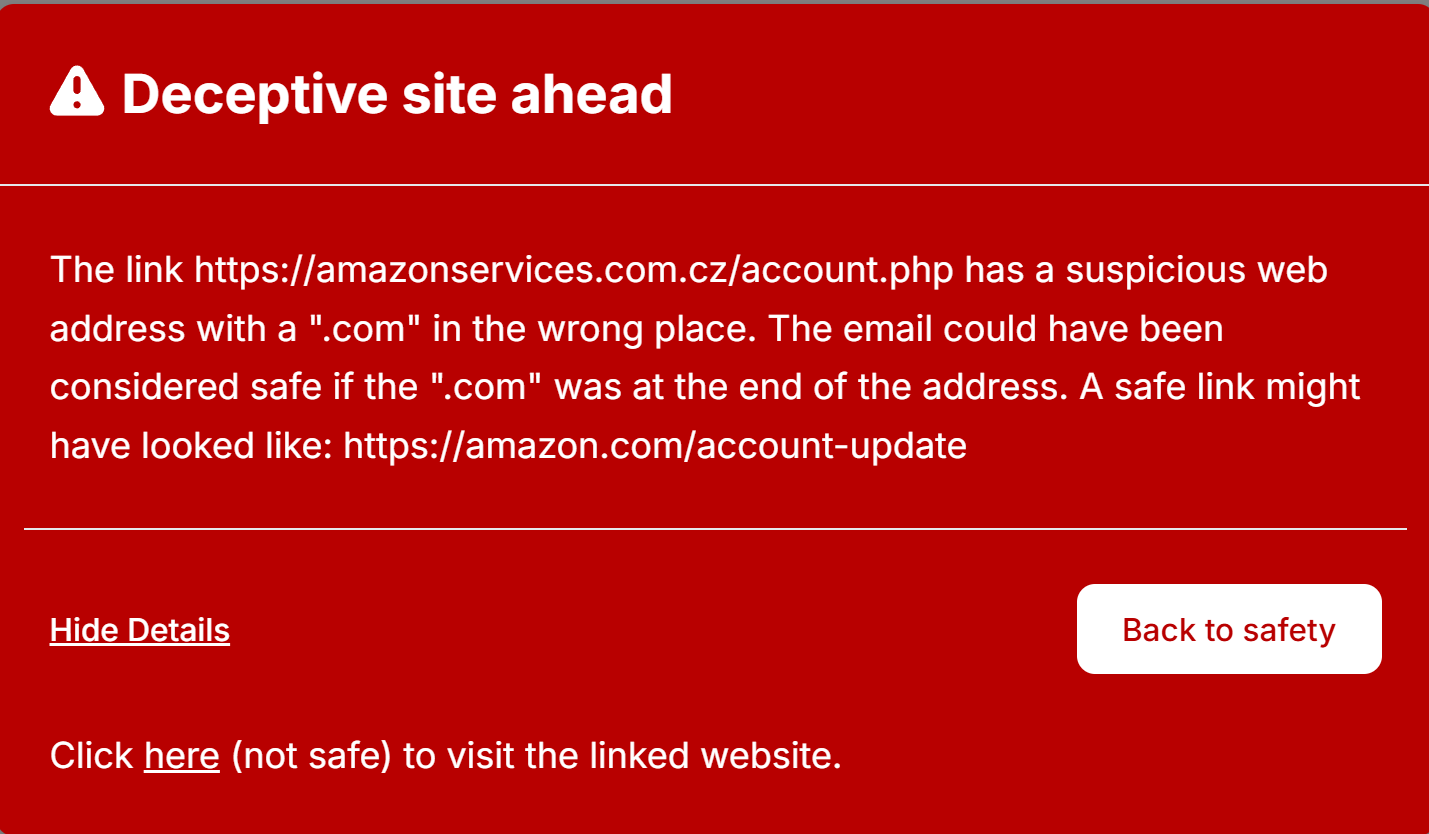 Deceptive site ahead
The link https://amazonservices.com.cz/account.php has a suspicious web
address with a ".com" in the wrong place. The email could have been
considered safe if the ".com" was at the end of the address. A safe link might
have looked like: https://amazon.com/account-update
Hide Details
Back to safety
Click here (not safe) to visit the linked website.